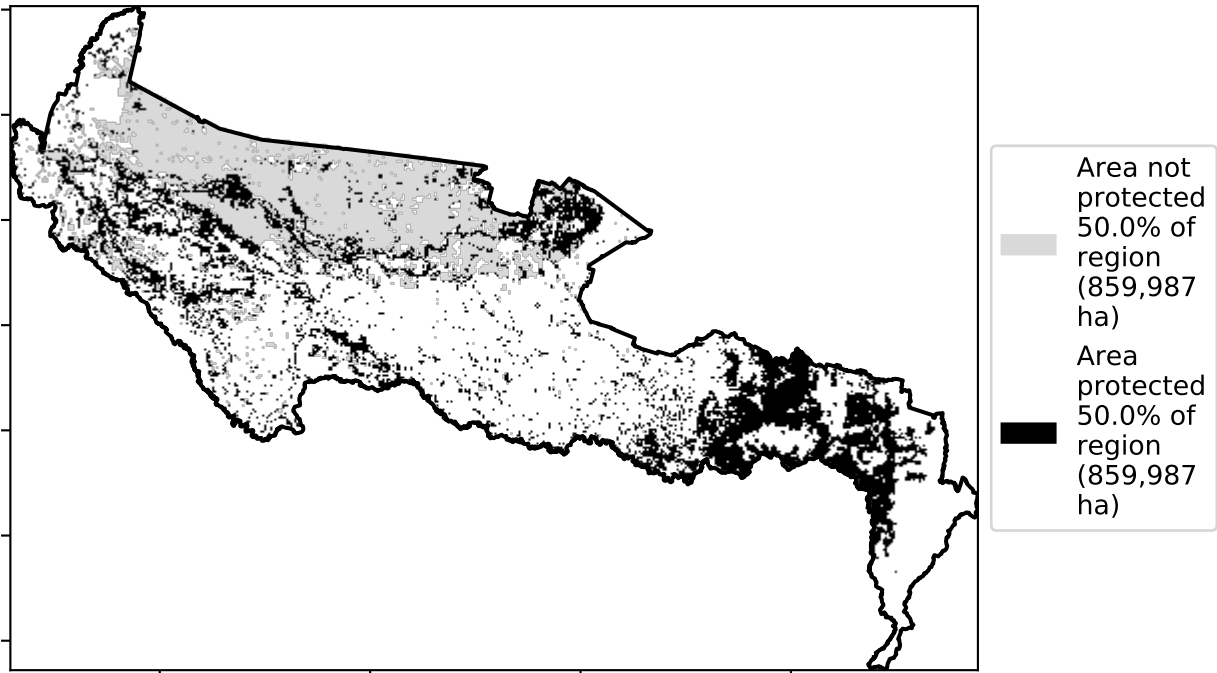 Area not
protected
50.0% of
region
(859,987
ha)
Area
protected
50.0% of
region
(859,987
ha)